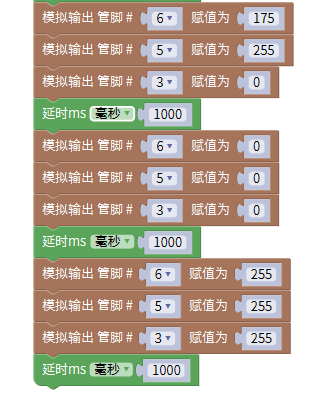 模拟输出 管脚 # 6 赋值为 175
模拟输出 管脚 # 5 赋值为 255
模拟输出 管脚 # 3 赋值为 0
延时ms 毫秒 1000
模拟输出 管脚 # 6 赋值为 0
模拟输出 管脚 # 5 赋值为 0
模拟输出 管脚 # 3 赋值为 0
延时ms 毫秒 1000
模拟输出 管脚 # 6 赋值为 255
模拟输出 管脚 # 5 赋值为 255
模拟输出 管脚 # 3 赋值为 255
延时ms 毫秒 1000